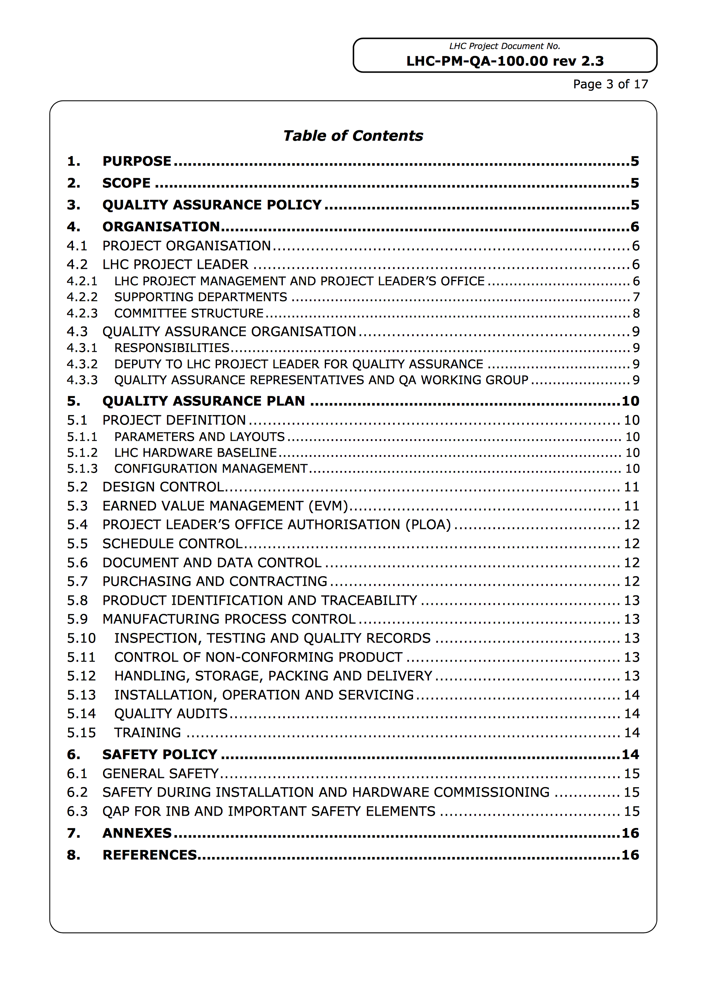 LHC Project Document No.
LHC-PM-QA-100.00 rev 2.3
Page 3 of 17
Table of Contents
1. PURPOSE ........ 5
2. SCOPE ........ 5
3. QUALITY ASSURANCE POLICY ........ 5
4. ORGANISATION ........ 6
4.1 PROJECT ORGANISATION ........ 6
4.2 LHC PROJECT LEADER ........ 6
4.2.1 LHC PROJECT MANAGEMENT AND PROJECT LEADER’S OFFICE ........ 6
4.2.2 SUPPORTING DEPARTMENTS ........ 7
4.2.3 COMMITTEE STRUCTURE ........ 8
4.3 QUALITY ASSURANCE ORGANISATION ........ 9
4.3.1 RESPONSIBILITIES ........ 9
4.3.2 DEPUTY TO LHC PROJECT LEADER FOR QUALITY ASSURANCE ........ 9
4.3.3 QUALITY ASSURANCE REPRESENTATIVES AND QA WORKING GROUP ........ 9
5. QUALITY ASSURANCE PLAN ........ 10
5.1 PROJECT DEFINITION ........ 10
5.1.1 PARAMETERS AND LAYOUTS ........ 10
5.1.2 LHC HARDWARE BASELINE ........ 10
5.1.3 CONFIGURATION MANAGEMENT ........ 10
5.2 DESIGN CONTROL ........ 11
5.3 EARNED VALUE MANAGEMENT (EVM) ........ 11
5.4 PROJECT LEADER’S OFFICE AUTHORISATION (PLOA) ........ 12
5.5 SCHEDULE CONTROL ........ 12
5.6 DOCUMENT AND DATA CONTROL ........ 12
5.7 PURCHASING AND CONTRACTING ........ 12
5.8 PRODUCT IDENTIFICATION AND TRACEABILITY ........ 13
5.9 MANUFACTURING PROCESS CONTROL ........ 13
5.10 INSPECTION, TESTING AND QUALITY RECORDS ........ 13
5.11 CONTROL OF NON-CONFORMING PRODUCT ........ 13
5.12 HANDLING, STORAGE, PACKING AND DELIVERY ........ 13
5.13 INSTALLATION, OPERATION AND SERVICING ........ 14
5.14 QUALITY AUDITS ........ 14
5.15 TRAINING ........ 14
6. SAFETY POLICY ........ 14
6.1 GENERAL SAFETY ........ 15
6.2 SAFETY DURING INSTALLATION AND HARDWARE COMMISSIONING ........ 15
6.3 QAP FOR INB AND IMPORTANT SAFETY ELEMENTS ........ 15
7. ANNEXES ........ 16
8. REFERENCES ........ 16